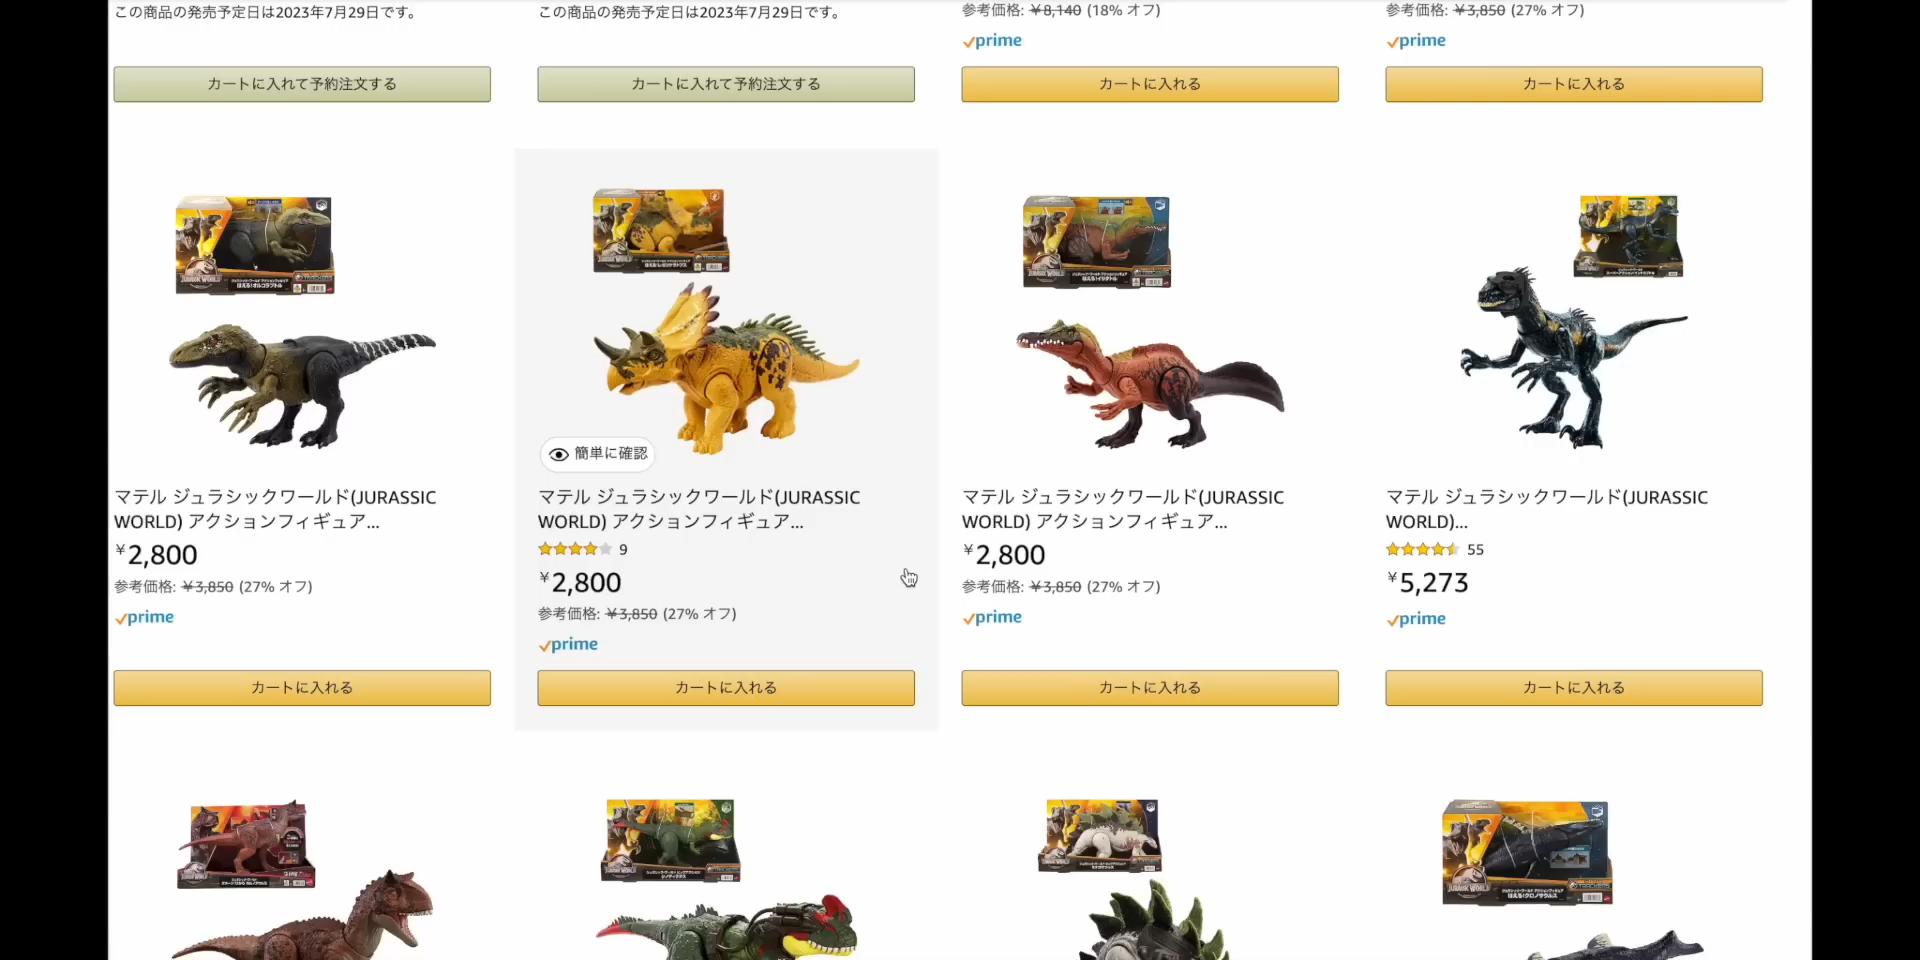 この商品の発売予定日は2023年7月29日です。
この商品の発売予定日は2023年7月29日です。
参考価格: ¥8,140 (18% オフ)
参考価格: ¥3,850 (27% オフ)
prime
prime
カートに入れて予約注文する
カートに入れて予約注文する
カートに入れる
カートに入れる
JURASSIC WORLD
JURASSIC WORLD
JURASSIC WORLD
簡単に確認
マテル ジュラシックワールド(JURASSIC
WORLD) アクションフィギュア...
¥2,800
参考価格: ¥3,850 (27% オフ)
prime
カートに入れる
マテル ジュラシックワールド(JURASSIC
WORLD) アクションフィギュア...
9
¥2,800
参考価格: ¥3,850 (27% オフ)
prime
カートに入れる
マテル ジュラシックワールド(JURASSIC
WORLD) アクションフィギュア...
¥2,800
参考価格: ¥3,850 (27% オフ)
prime
カートに入れる
マテル ジュラシックワールド(JURASSIC
WORLD)...
55
¥5,273
prime
カートに入れる
JURASSIC WORLD